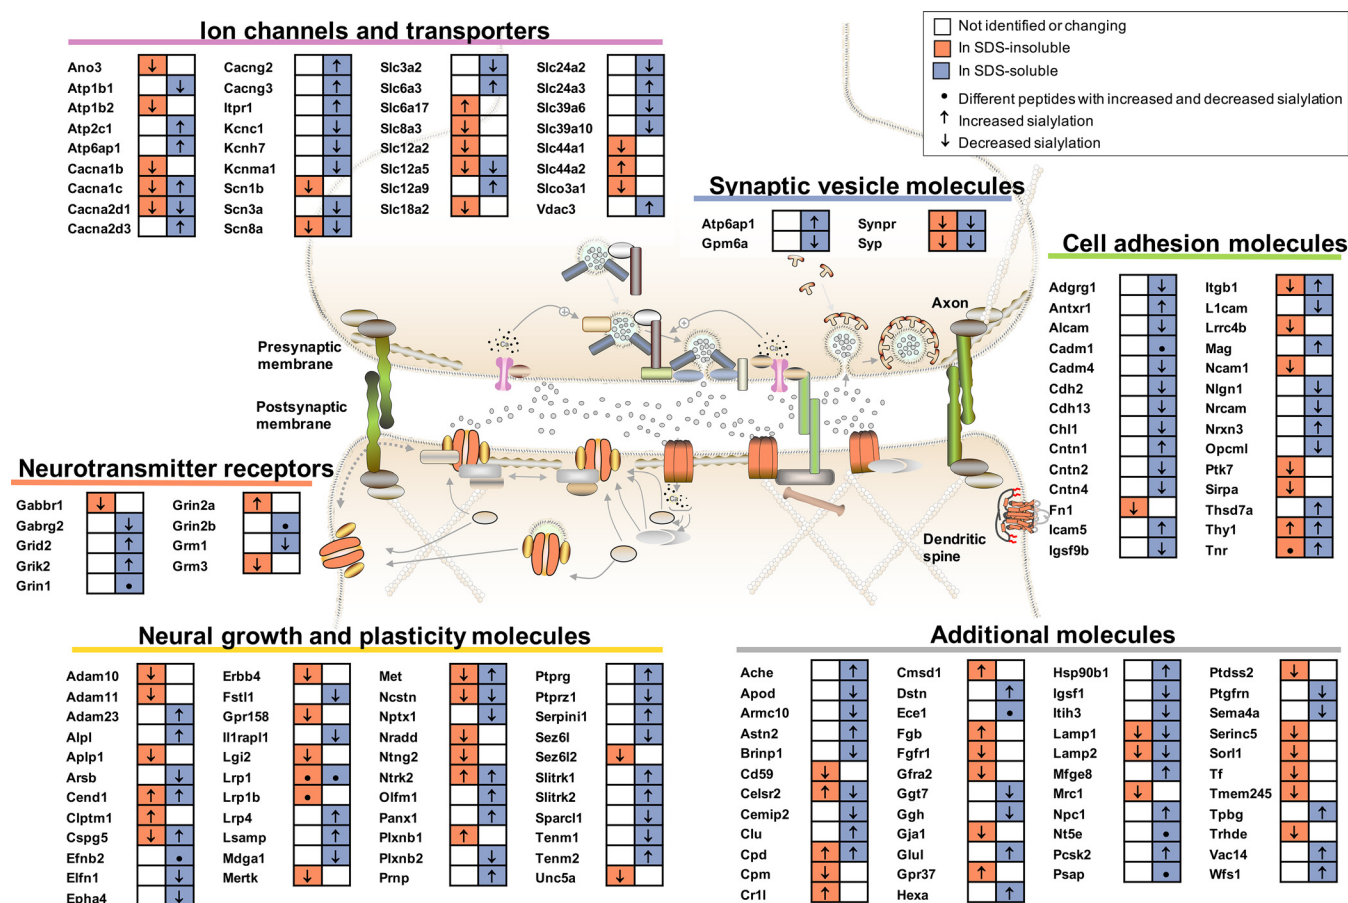 Ion channels and transporters
Ano3 ↓
Atp1b1 ↓
Atp1b2 ↓
Atp2c1 ↑
Atp6ap1 ↑
Cacna1b ↓
Cacna1c ↓ ↑
Cacna2d1 ↓ ↓
Cacna2d3 ↑
Cacng2 ↑
Cacng3 ↑
Itpr1 ↑
Kcnc1 ↓
Kcnh7 ↓
Kcnma1 ↓
Scn1b ↓
Scn3a ↓
Scn8a ↓ ↓
Slc3a2 ↓
Slc6a3 ↑
Slc6a17 ↑
Slc8a3 ↓
Slc12a2 ↓
Slc12a5 ↓ ↓
Slc12a9 ↑
Slc18a2 ↓
Slc24a2 ↓
Slc24a3 ↑
Slc39a6 ↓
Slc39a10 ↓
Slc44a1 ↓
Slc44a2 ↑
Slco3a1 ↓
Vdac3 ↑
Not identified or changing
In SDS-insoluble
In SDS-soluble
• Different peptides with increased and decreased sialylation
↑ Increased sialylation
↓ Decreased sialylation
Synaptic vesicle molecules
Atp6ap1 ↑
Gpm6a ↓
Synpr ↓ ↓
Syp ↓ ↓
Cell adhesion molecules
Adgrg1 ↓
Antxr1 ↑
Alcam ↓
Cadm1 •
Cadm4 ↓
Cdh2 ↓
Cdh13 ↓
Chl1 ↓
Cntn1 ↑
Cntn2 ↓
Cntn4 ↓
Fn1 ↓
Icam5 ↑
Igsf9b ↓
Itgb1 ↓ ↑
L1cam ↓
Lrrc4b ↓
Mag ↑
Ncam1 ↓
Nlgn1 ↓
Nrcam ↓
Nrxn3 ↑
Opcml ↓
Ptk7 ↓
Sirpa ↓
Thsd7a ↑
Thy1 ↑ ↑
Tnr • ↑
Axon
Presynaptic
membrane
Postsynaptic
membrane
Dendritic
spine
Ca
Ca
Ca
Neurotransmitter receptors
Gabbr1 ↓
Gabrg2 ↓
Grid2 ↑
Grik2 ↑
Grin1 •
Grin2a ↑
Grin2b •
Grm1 ↓
Grm3 ↓
Neural growth and plasticity molecules
Adam10 ↓
Adam11 ↓
Adam23 ↑
Alpl ↑
Aplp1 ↓
Arsb ↓
Cend1 ↑ ↑
Clptm1 ↑
Cspg5 ↓ ↑
Efnb2 •
Elfn1 ↓
Epha4 ↓
Erbb4 ↓
Fstl1 ↓
Gpr158 ↓
Il1rapl1 ↓
Lgi2 ↓
Lrp1 • •
Lrp1b •
Lrp4 ↑
Lsamp ↑
Mdga1 ↓
Mertk ↓
Met ↓ ↑
Ncstn ↓ ↓
Nptx1 ↓
Nradd ↓
Ntng2 ↓
Ntrk2 ↑ ↑
Olfm1 ↑
Panx1 ↑
Plxnb1 ↑
Plxnb2 ↓
Prnp ↑
Ptprg ↑
Ptprz1 ↓
Serpini1 ↑
Sez6l ↓
Sez6l2 ↓
Slitrk1 ↑
Slitrk2 ↑
Sparcl1 ↑
Tenm1 ↓
Tenm2 ↑
Unc5a ↓
Additional molecules
Ache ↑
Apod ↓
Armc10 ↓
Astn2 ↑
Brinp1 ↓
Cd59 ↓
Celsr2 ↑ ↓
Cemip2 ↓
Clu ↑
Cpd ↑ ↑
Cpm ↓
Cr1l ↑
Cmsd1 ↑
Dstn ↑
Ece1 •
Fgb ↑
Fgfr1 ↓
Gfra2 ↓
Ggt7 ↓
Ggh ↓
Gja1 ↓
Glul ↑
Gpr37 ↑
Hexa ↑
Hsp90b1 ↑
Igsf1 ↓
Itih3 ↓
Lamp1 ↓ ↓
Lamp2 ↓ ↓
Mfge8 ↑
Mrc1 ↓
Npc1 ↑
Nt5e •
Pcsk2 ↑
Psap •
Ptdss2 ↓
Ptgfrn ↓
Sema4a ↓
Serinc5 ↓
Sorl1 ↓
Tf ↓
Tmem245 ↓
Tpbg ↑
Trhde ↓
Vac14 ↑
Wfs1 ↑